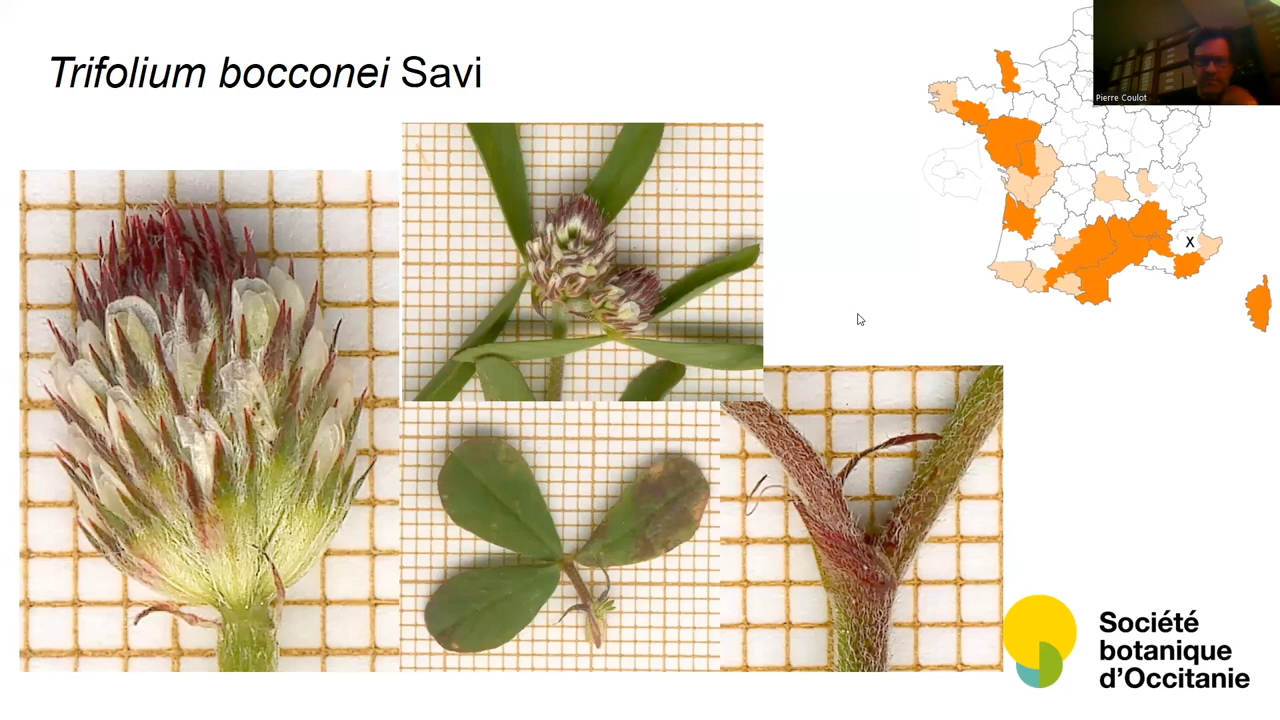 Trifolium bocconei Savi
Pierre Coulot
X
Société
botanique
d'Occitanie